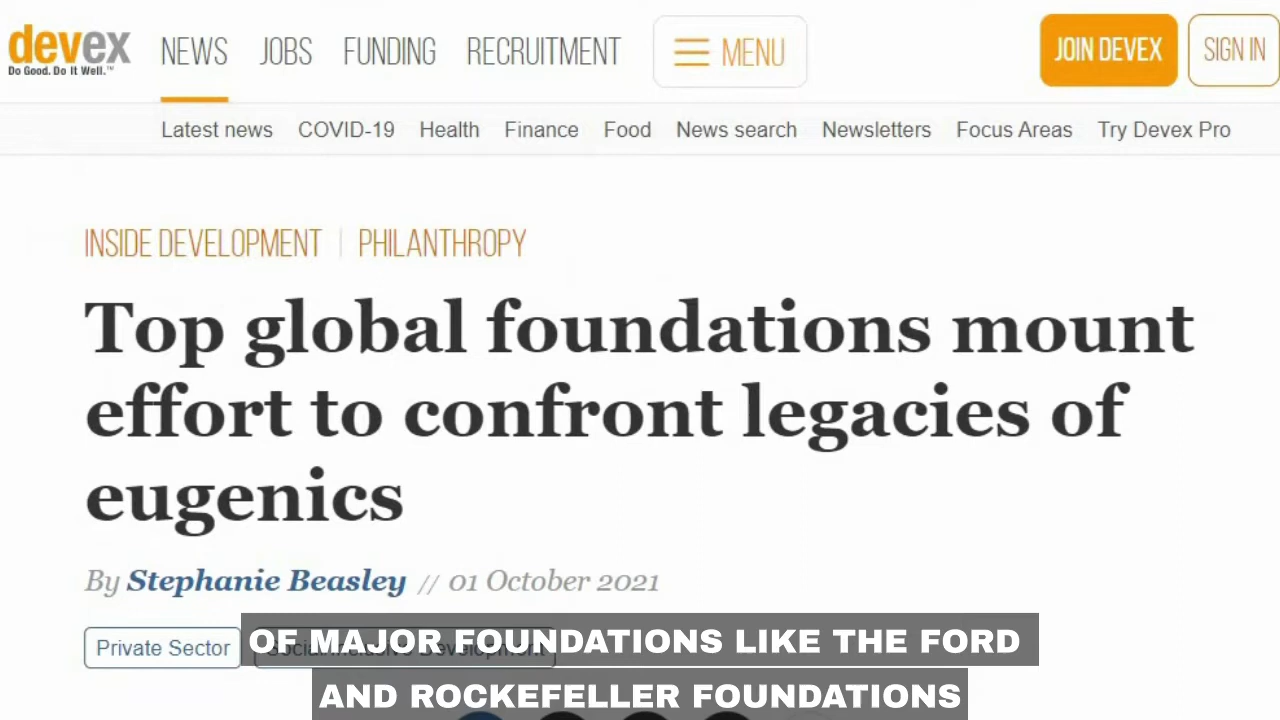 devex
Do Good. Do It Well.™
NEWS JOBS FUNDING RECRUITMENT MENU JOIN DEVEX SIGN IN
Latest news COVID-19 Health Finance Food News search Newsletters Focus Areas Try Devex Pro
INSIDE DEVELOPMENT | PHILANTHROPY
Top global foundations mount
effort to confront legacies of
eugenics
By Stephanie Beasley // 01 October 2021
Private Sector Social/Inclusive Development
OF MAJOR FOUNDATIONS LIKE THE FORD
AND ROCKEFELLER FOUNDATIONS